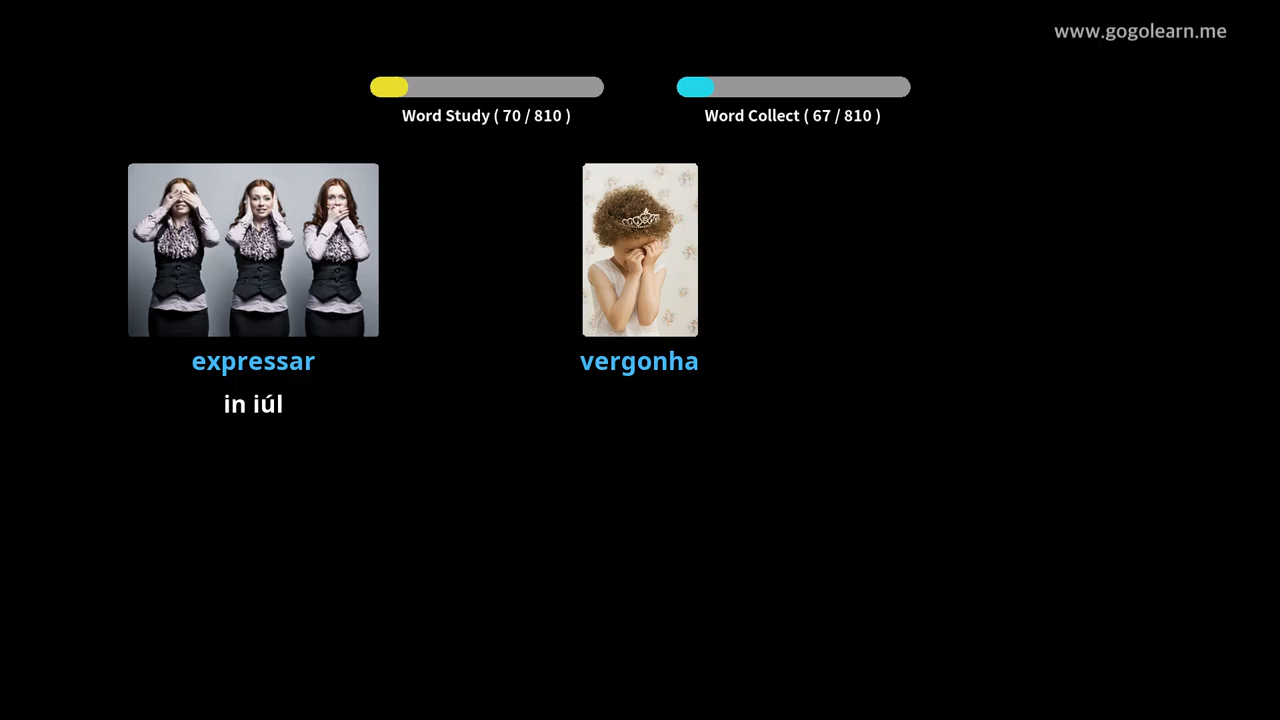 www.gogolearn.me
Word Study ( 70 / 810 )
Word Collect ( 67 / 810 )
expressar
vergonha
in iúl